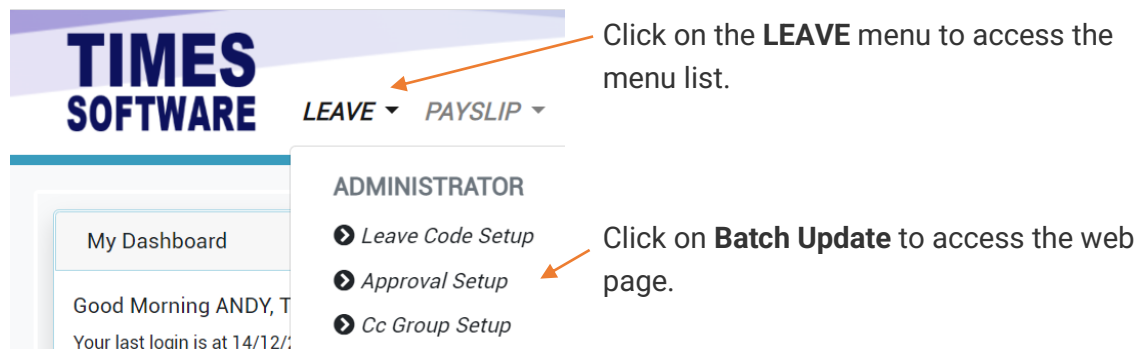 TIMES
SOFTWARE
LEAVE PAYSLIP
Click on the LEAVE menu to access the
menu list.
ADMINISTRATOR
Leave Code Setup
Approval Setup
Cc Group Setup
Click on Batch Update to access the web
page.
My Dashboard
Good Morning ANDY, T
Your last login is at 14/12/